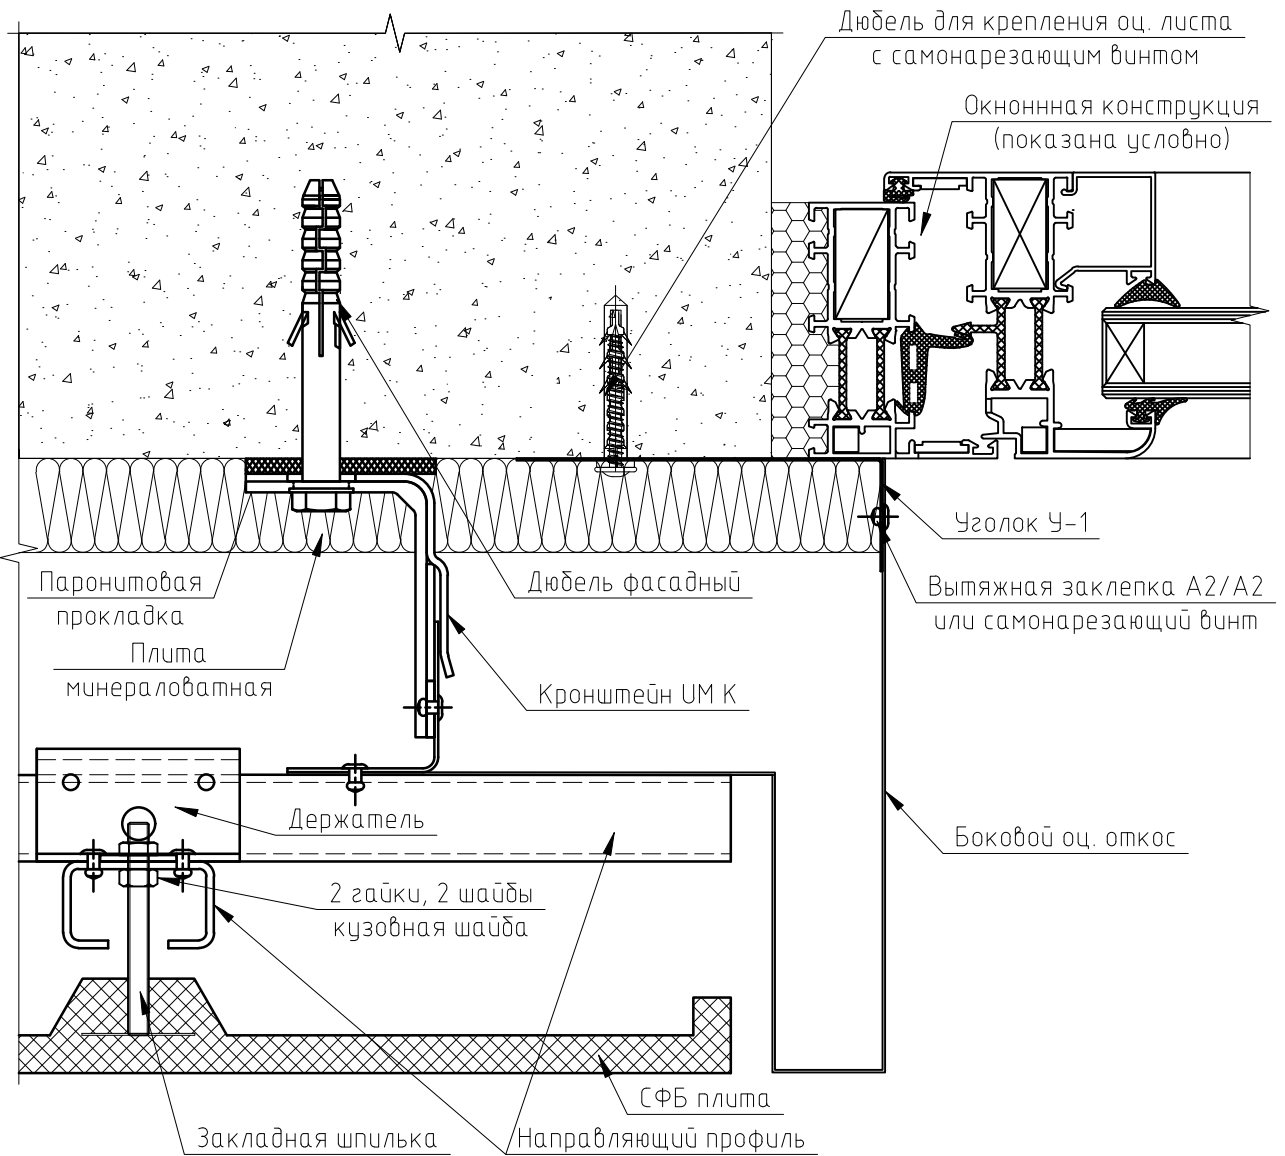 Дюбель для крепления оц. листа
с самонарезающим винтом
Окноннная конструкция
(показана условно)
Уголок У-1
Паронитовая
прокладка
Дюбель фасадный
Вытяжная заклепка А2/А2
или самонарезающий винт
Плита
минераловатная
Кронштейн ИМ К
Держатель
Боковой оц. откос
2 гайки, 2 шайбы
кузовная шайба
СФБ плита
Закладная шпилька
Направляющий профиль